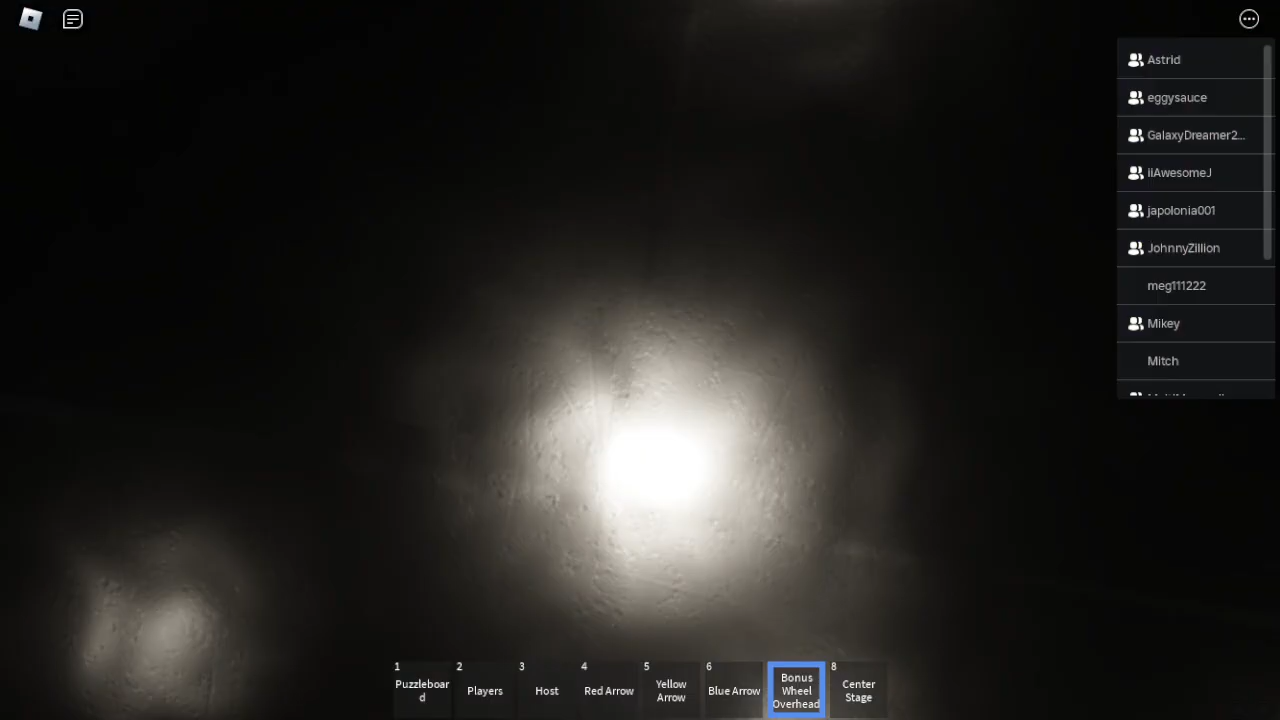 Astrid
eggysauce
GalaxyDreamer2...
iiAwesomeJ
japolonia001
JohnnyZillion
meg111222
Mikey
Mitch
1
Puzzleboar
d
2
Players
3
Host
4
Red Arrow
5
Yellow
Arrow
6
Blue Arrow
Bonus
Wheel
Overhead
8
Center
Stage